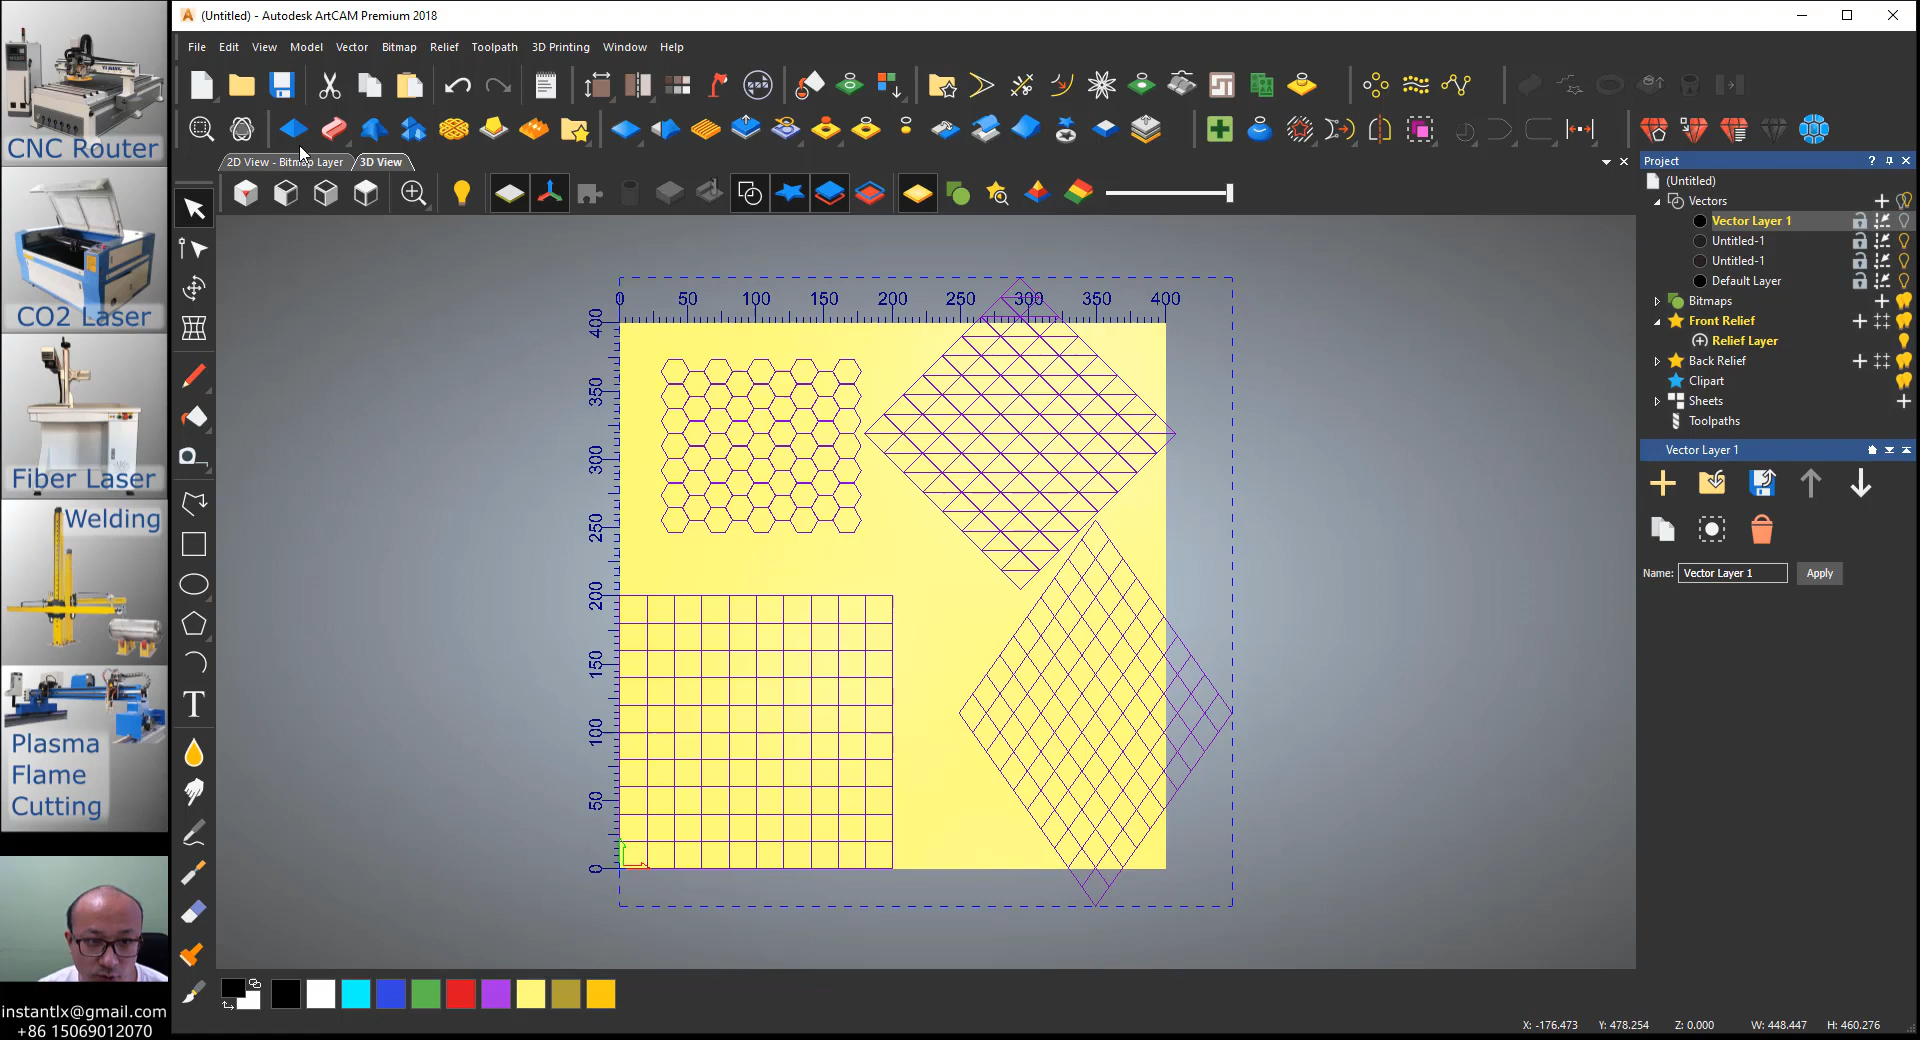 (Untitled) - Autodesk ArtCAM Premium 2018
File Edit View Model Vector Bitmap Relief Toolpath 3D Printing Window Help
2D View - Bitmap Layer 3D View
CNC Router
CO2 Laser
Fiber Laser
Welding
Plasma
Flame
Cutting
instantlx@gmail.com
+86 15069012070
0 50 100 150 200 250 300 350 400
400
350
300
250
200
150
100
50
0
Project
(Untitled)
Vectors
Vector Layer 1
Untitled-1
Untitled-1
Default Layer
Bitmaps
Front Relief
Relief Layer
Back Relief
Clipart
Sheets
Toolpaths
Vector Layer 1
Name: Vector Layer 1 Apply
X: -176.473 Y: 478.254 Z: 0.000 W: 448.447 H: 460.276